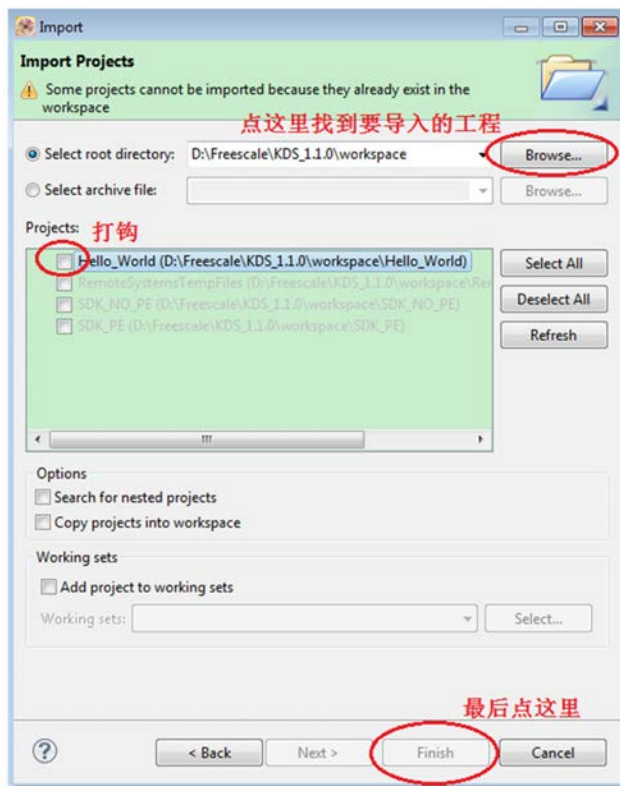 Import
Import Projects
Some projects cannot be imported because they already exist in the
workspace
点这里找到要导入的工程
Select root directory: D:\Freescale\KDS_1.1.0\workspace Browse...
Select archive file: Browse...
Projects: 打钩
Hello_World (D:\Freescale\KDS_1.1.0\workspace\Hello_World) Select All
RemoteSystemsTempFiles (D:\Freescale\KDS_1.1.0\workspace\Rem
SDK_NO_PE (D:\Freescale\KDS_1.1.0\workspace\SDK_NO_PE) Deselect All
SDK_PE (D:\Freescale\KDS_1.1.0\workspace\SDK_PE)
Refresh
Options
Search for nested projects
Copy projects into workspace
Working sets
Add project to working sets
Working sets: Select...
最后点这里
? < Back Next > Finish Cancel